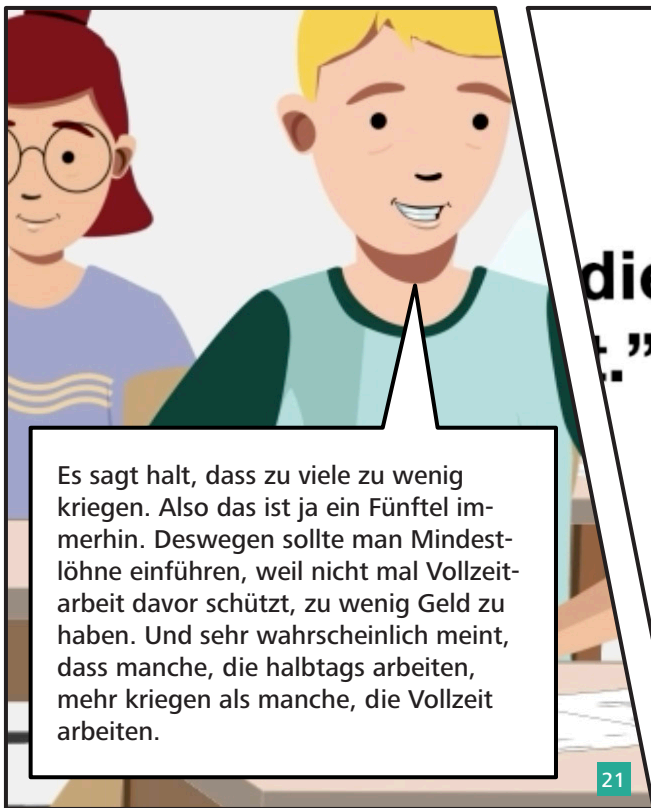 die
t.”
Es sagt halt, dass zu viele zu wenig
kriegen. Also das ist ja ein Fünftel im-
merhin. Deswegen sollte man Mindest-
löhne einführen, weil nicht mal Vollzeit-
arbeit davor schützt, zu wenig Geld zu
haben. Und sehr wahrscheinlich meint,
dass manche, die halbtags arbeiten,
mehr kriegen als manche, die Vollzeit
arbeiten.
21